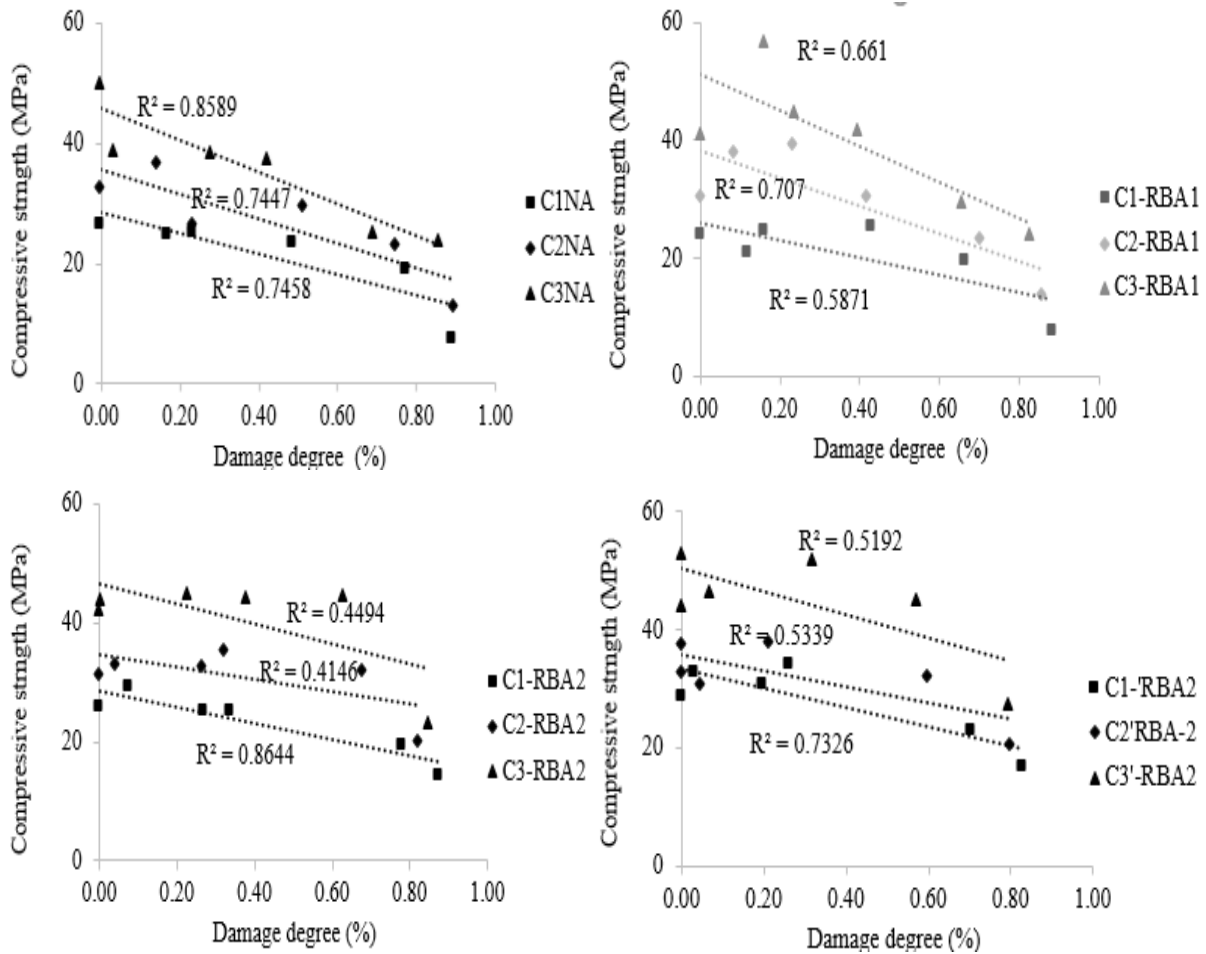 60
40
20
0
Compressive strngth (MPa)
R² = 0.8589
R² = 0.7447
R² = 0.7458
C1NA
C2NA
C3NA
0.00 0.20 0.40 0.60 0.80 1.00
Damage degree (%)
60
40
20
0
Compressive strngth (MPa)
R² = 0.661
R² = 0.707
R² = 0.5871
C1-RBA1
C2-RBA1
C3-RBA1
0.00 0.20 0.40 0.60 0.80 1.00
Damage degree (%)
60
40
20
0
Compressive strngth (MPa)
R² = 0.4494
R² = 0.4146
R² = 0.8644
C1-RBA2
C2-RBA2
C3-RBA2
0.00 0.20 0.40 0.60 0.80 1.00
Damage degree (%)
60
40
20
0
Compressive strngth (MPa)
R² = 0.5192
R² = 0.5339
R² = 0.7326
C1-'RBA2
C2'RBA-2
C3'-RBA2
0.00 0.20 0.40 0.60 0.80 1.00
Damage degree (%)